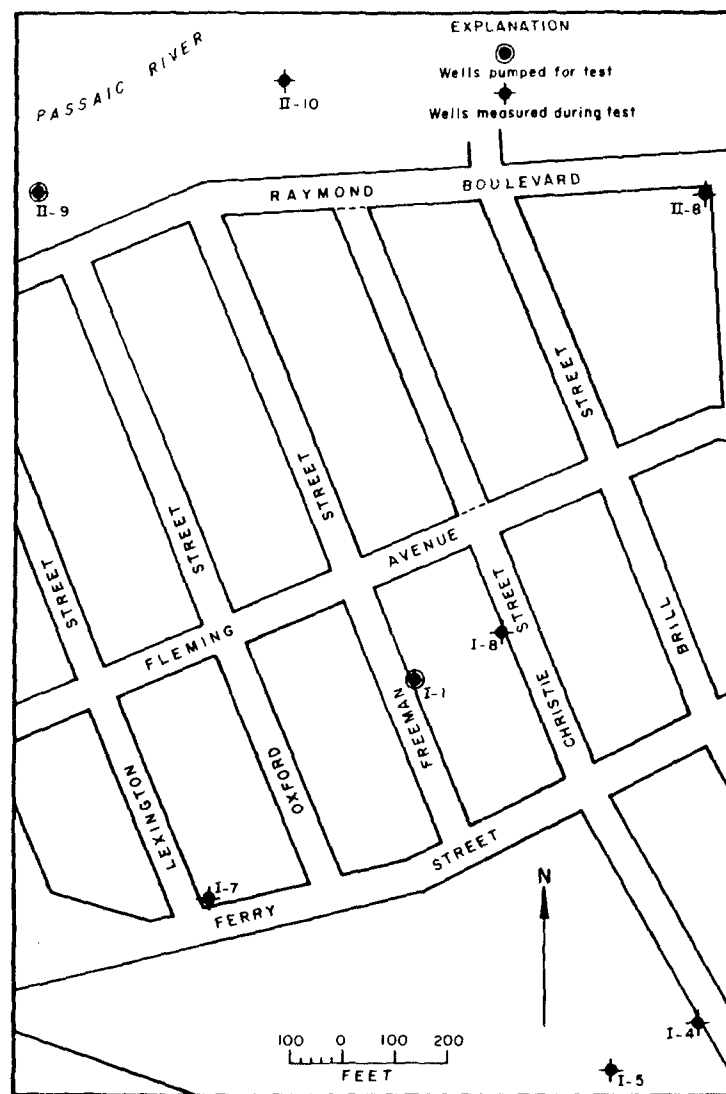 EXPLANATION
Wells pumped for test
Wells measured during test
PASSAIC RIVER
II-10
II-9
RAYMOND BOULEVARD
II-8
STREET
STREET
STREET
STREET
FLEMING AVENUE
STREET
I-8
I-1
BRILL
CHRISTIE
FREEMAN
OXFORD
LEXINGTON
I-7
FERRY STREET
N
I-4
I-5
100 0 100 200
FEET